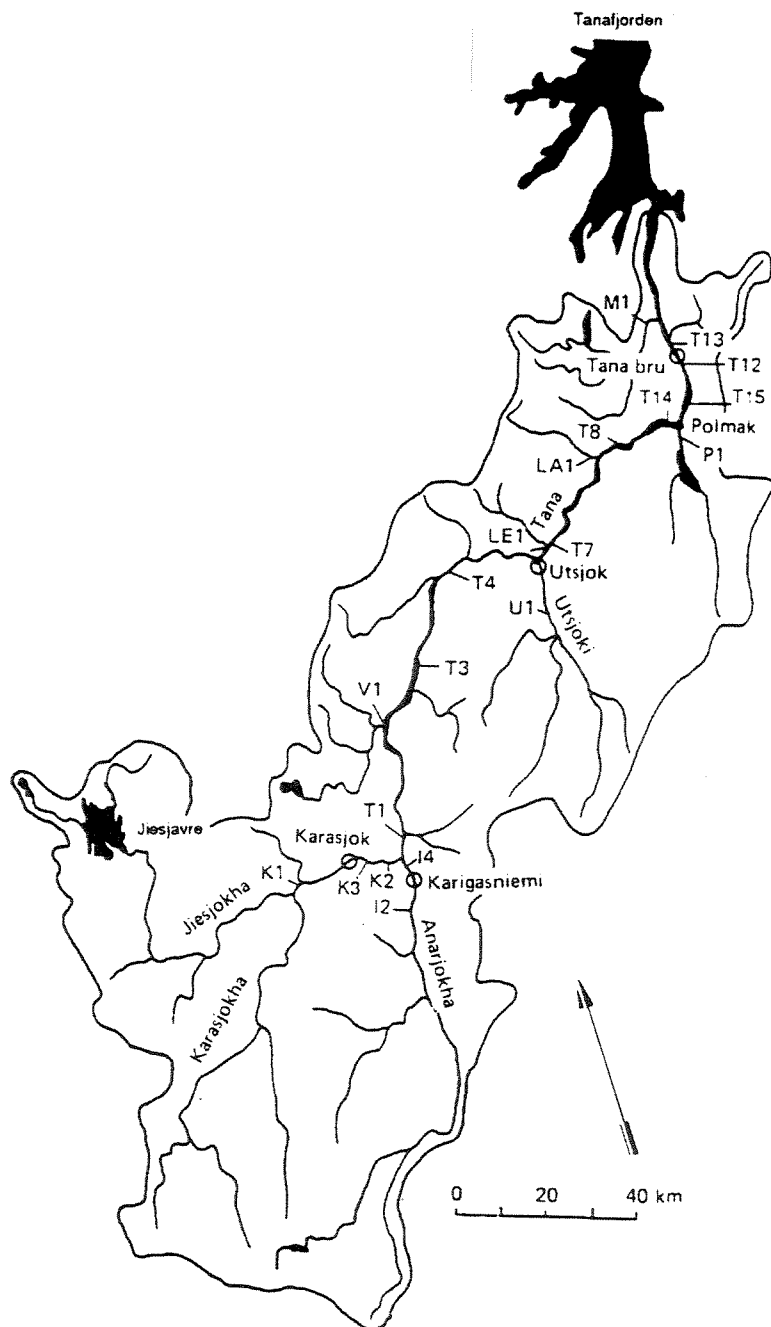 Tanafjorden
M1
T13
Tana bru
T12
T14
T15
T8
Polmak
LA1
P1
Tana
LE1
T7
Utsjok
T4
U1
Utsjoki
T3
V1
Jiesjavre
T1
Karasjok
I4
K1
K3
K2
Karigasniemi
Jiesjokha
I2
Anarjokha
Karasjokha
0 20 40 km